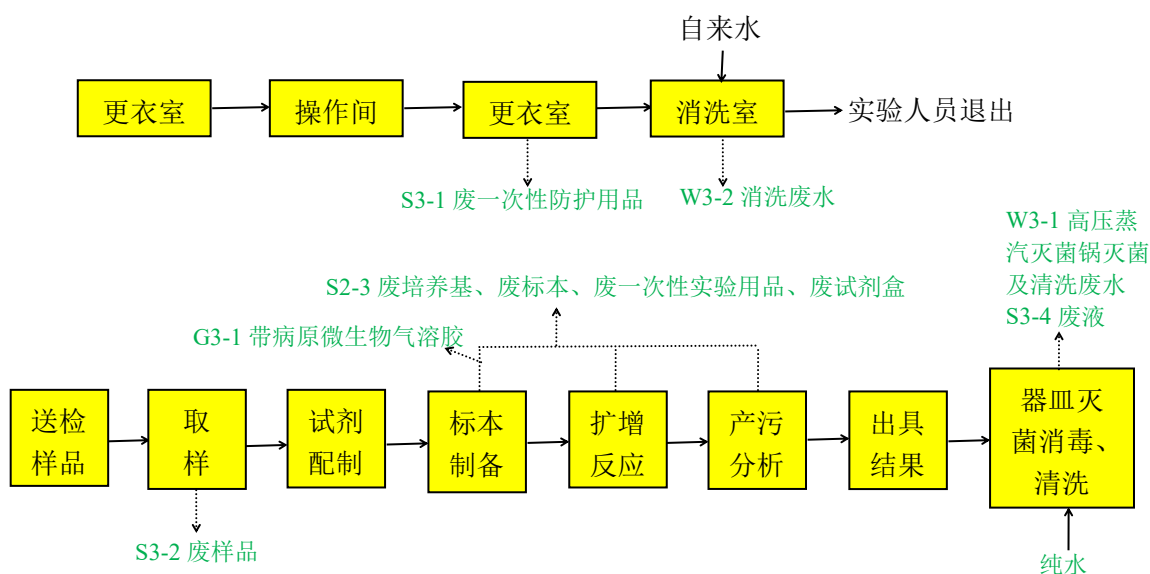 自来水
更衣室
操作间
更衣室
消洗室
实验人员退出
S3-1 废一次性防护用品
W3-2 消洗废水
W3-1 高压蒸
汽灭菌锅灭菌
及清洗废水
S3-4 废液
S2-3 废培养基、废标本、废一次性实验用品、废试剂盒
G3-1 带病原微生物气溶胶
送检
样品
取
样
试剂
配制
标本
制备
扩增
反应
产污
分析
出具
结果
器皿灭
菌消毒、
清洗
S3-2 废样品
纯水